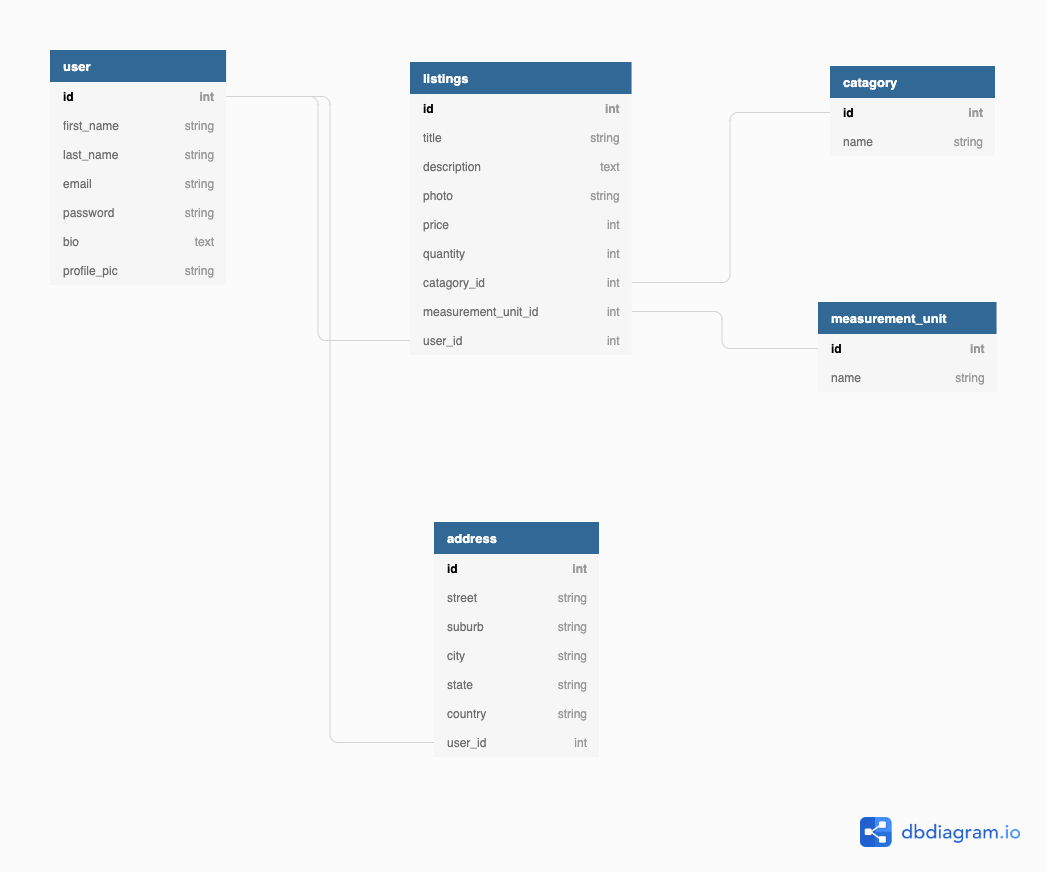 user
id int
first_name string
last_name string
email string
password string
bio text
profile_pic string
listings
id int
title string
description text
photo string
price int
quantity int
catagory_id int
measurement_unit_id int
user_id int
catagory
id int
name string
measurement_unit
id int
name string
address
id int
street string
suburb string
city string
state string
country string
user_id int
dbdiagram.io